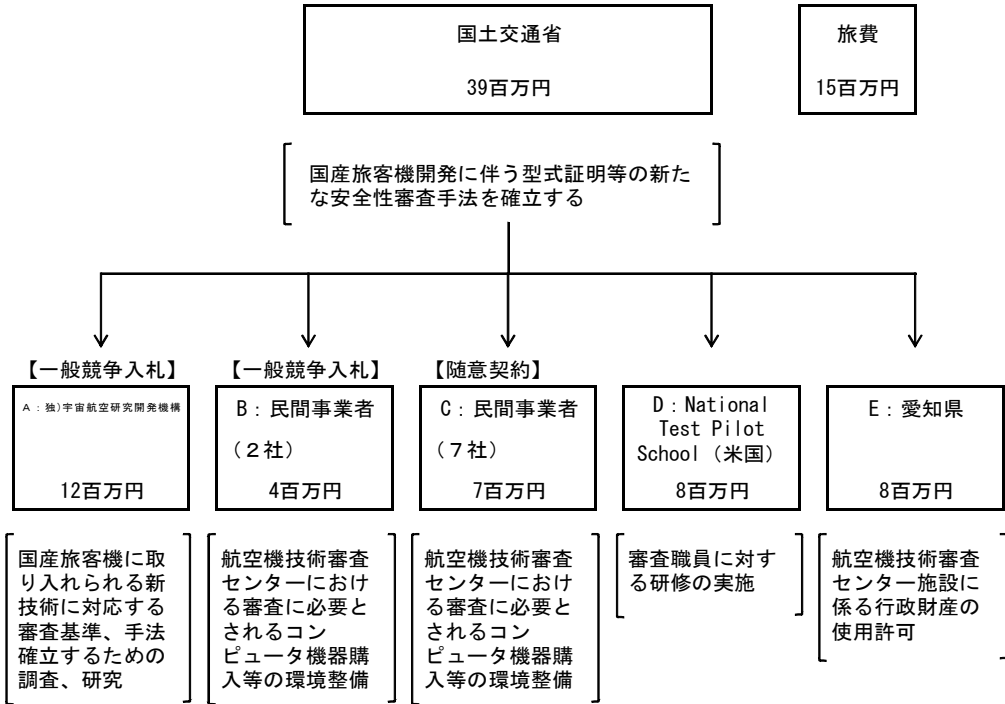 国土交通省
39百万円
旅費
15百万円
国産旅客機開発に伴う型式証明等の新た
な安全性審査手法を確立する
【一般競争入札】
A：独)宇宙航空研究開発機構
12百万円
国産旅客機に取
り入れられる新
技術に対応する
審査基準、手法
確立するための
調査、研究
【一般競争入札】
B：民間事業者
（２社）
4百万円
航空機技術審査
センターにおけ
る審査に必要と
されるコン
ピュータ機器購
入等の環境整備
【随意契約】
C：民間事業者
（７社）
7百万円
航空機技術審査
センターにおけ
る審査に必要と
されるコン
ピュータ機器購
入等の環境整備
D：National
Test Pilot
School（米国）
8百万円
審査職員に対す
る研修の実施
E：愛知県
8百万円
航空機技術審査
センター施設に
係る行政財産の
使用許可